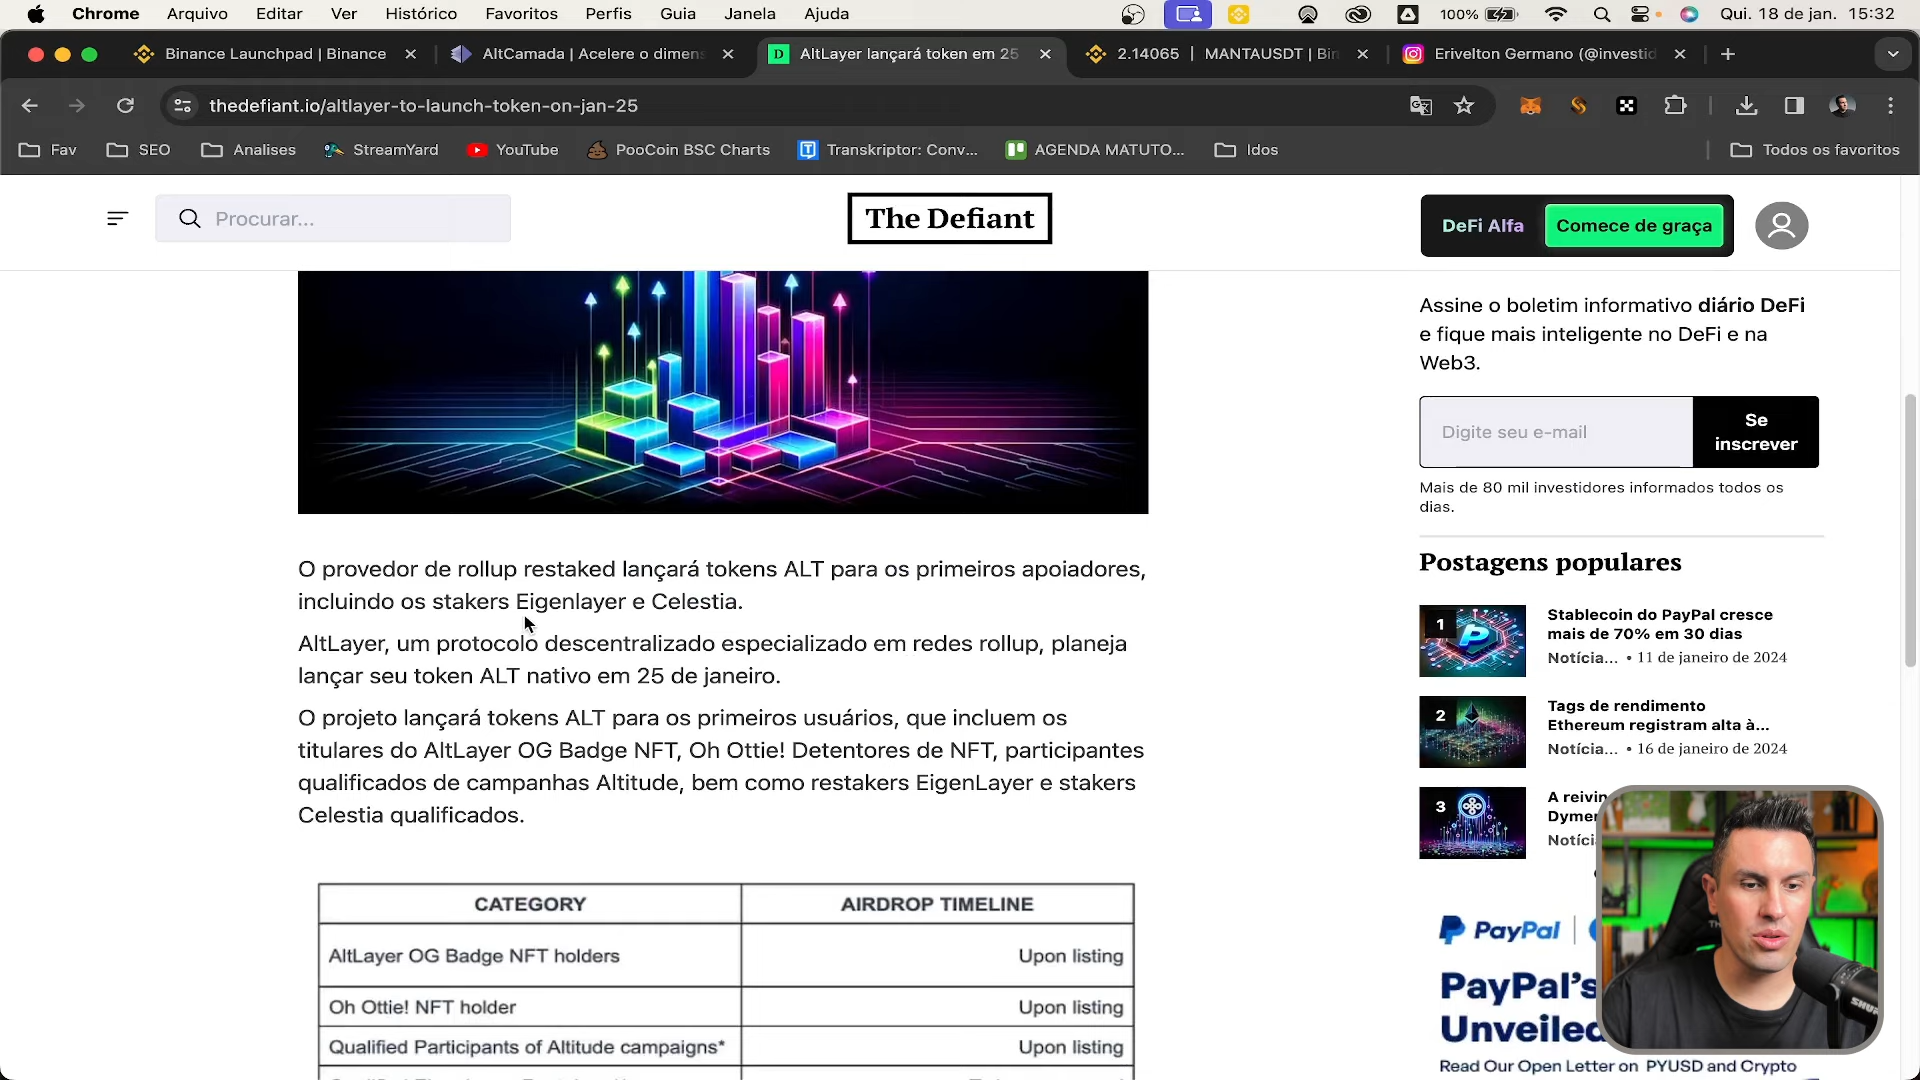 Chrome Arquivo Editar Ver Histórico Favoritos Perfis Guia Janela Ajuda 100% Qui. 18 de jan. 15:32
Binance Launchpad | Binance AltCamada | Acelere o dimens D AltLayer lançará token em 25 2.14065 | MANTAUSDT | Bin Erivelton Germano (@investid
thedefiant.io/altlayer-to-launch-token-on-jan-25
Fav SEO Analises StreamYard YouTube PooCoin BSC Charts Transkriptor: Conv... AGENDA MATUTO... Idos Todos os favoritos
Procurar...
The Defiant
DeFi Alfa Comece de graça
O provedor de rollup restaked lançará tokens ALT para os primeiros apoiadores,
incluindo os stakers Eigenlayer e Celestia.
AltLayer, um protocolo descentralizado especializado em redes rollup, planeja
lançar seu token ALT nativo em 25 de janeiro.
O projeto lançará tokens ALT para os primeiros usuários, que incluem os
titulares do AltLayer OG Badge NFT, Oh Ottie! Detentores de NFT, participantes
qualificados de campanhas Altitude, bem como restakers EigenLayer e stakers
Celestia qualificados.
CATEGORY AIRDROP TIMELINE
AltLayer OG Badge NFT holders Upon listing
Oh Ottie! NFT holder Upon listing
Qualified Participants of Altitude campaigns* Upon listing
Assine o boletim informativo diário DeFi
e fique mais inteligente no DeFi e na
Web3.
Digite seu e-mail
Se
inscrever
Mais de 80 mil investidores informados todos os
dias.
Postagens populares
1
Stablecoin do PayPal cresce
mais de 70% em 30 dias
Notícia... • 11 de janeiro de 2024
2
Tags de rendimento
Ethereum registram alta à...
Notícia... • 16 de janeiro de 2024
3
A reivin
Dymen
Notíci
PayPal
PayPal's
Unveiled
Read Our Open Letter on PYUSD and Crypto